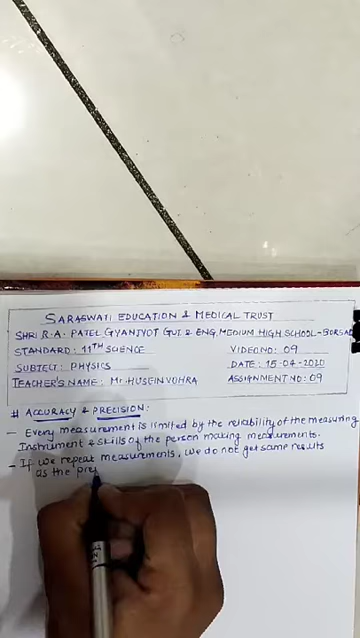 SARASWATI EDUCATION & MEDICAL TRUST
SHRI R.A. PATEL GYANJYOT GUJ. & ENG. MEDIUM HIGH SCHOOL-BORSAD
STANDARD: 11TH SCIENCE VIDEO NO: 09
SUBJECT: PHYSICS DATE: 15-04-2020
TEACHER'S NAME: Mr. HUSEIN VOHRA ASSIGNMENT NO: 09
# ACCURACY & PRECISION:
- Every measurement is limited by the reliability of the measuring
Instrument & skills of the person making measurements.
- If we repeat measurements, we do not get same results
as the pre